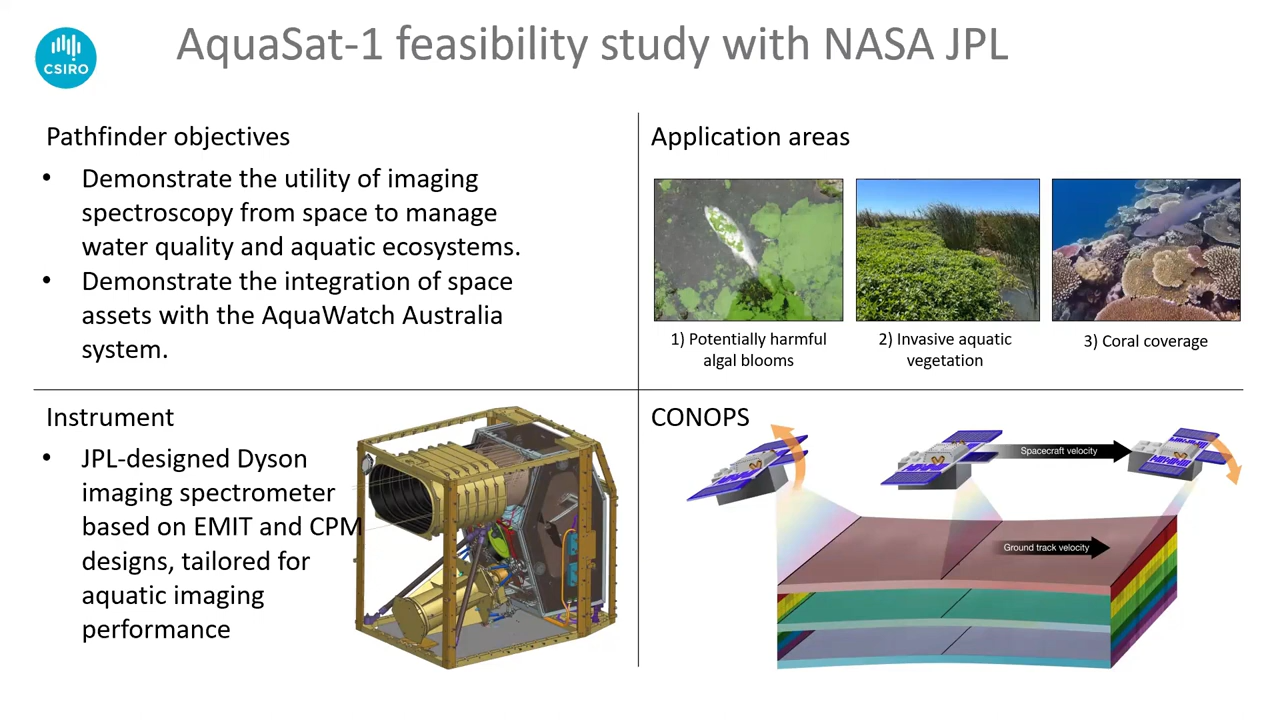 CSIRO
AquaSat-1 feasibility study with NASA JPL
Pathfinder objectives
• Demonstrate the utility of imaging
spectroscopy from space to manage
water quality and aquatic ecosystems.
• Demonstrate the integration of space
assets with the AquaWatch Australia
system.
Application areas
1) Potentially harmful
algal blooms
2) Invasive aquatic
vegetation
3) Coral coverage
Instrument
• JPL-designed Dyson
imaging spectrometer
based on EMIT and CPM
designs, tailored for
aquatic imaging
performance
CONOPS
Spacecraft velocity
Ground track velocity